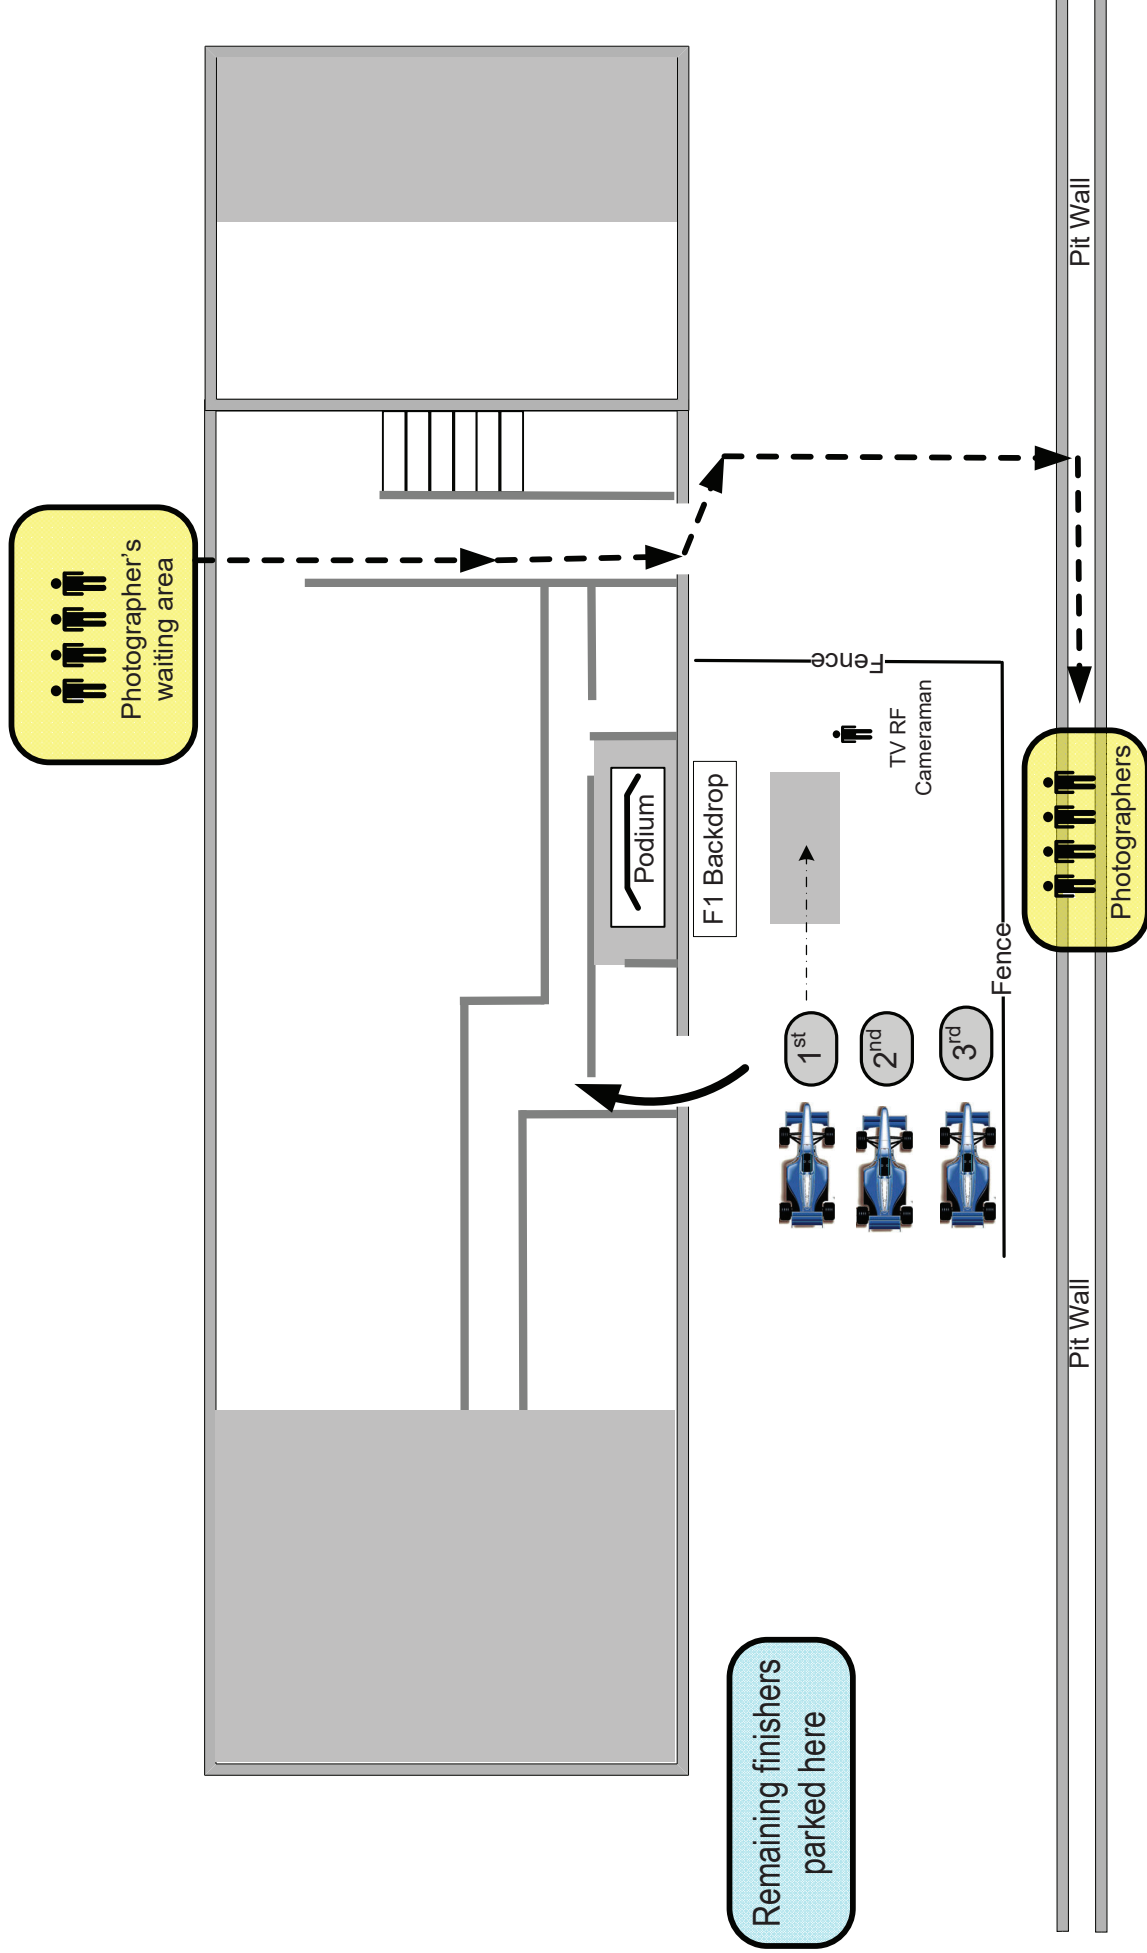 Photographer's
waiting area
Pit Wall
Fence
TV RF
Cameraman
Podium
F1 Backdrop
Photographers
Fence
1st
2nd
3rd
Pit Wall
Remaining finishers
parked here